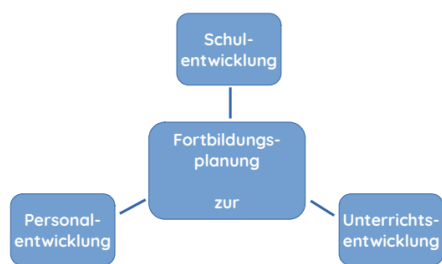 Schul-
entwicklung
Fortbildungs-
planung
zur
Personal-
entwicklung
Unterrichts-
entwicklung